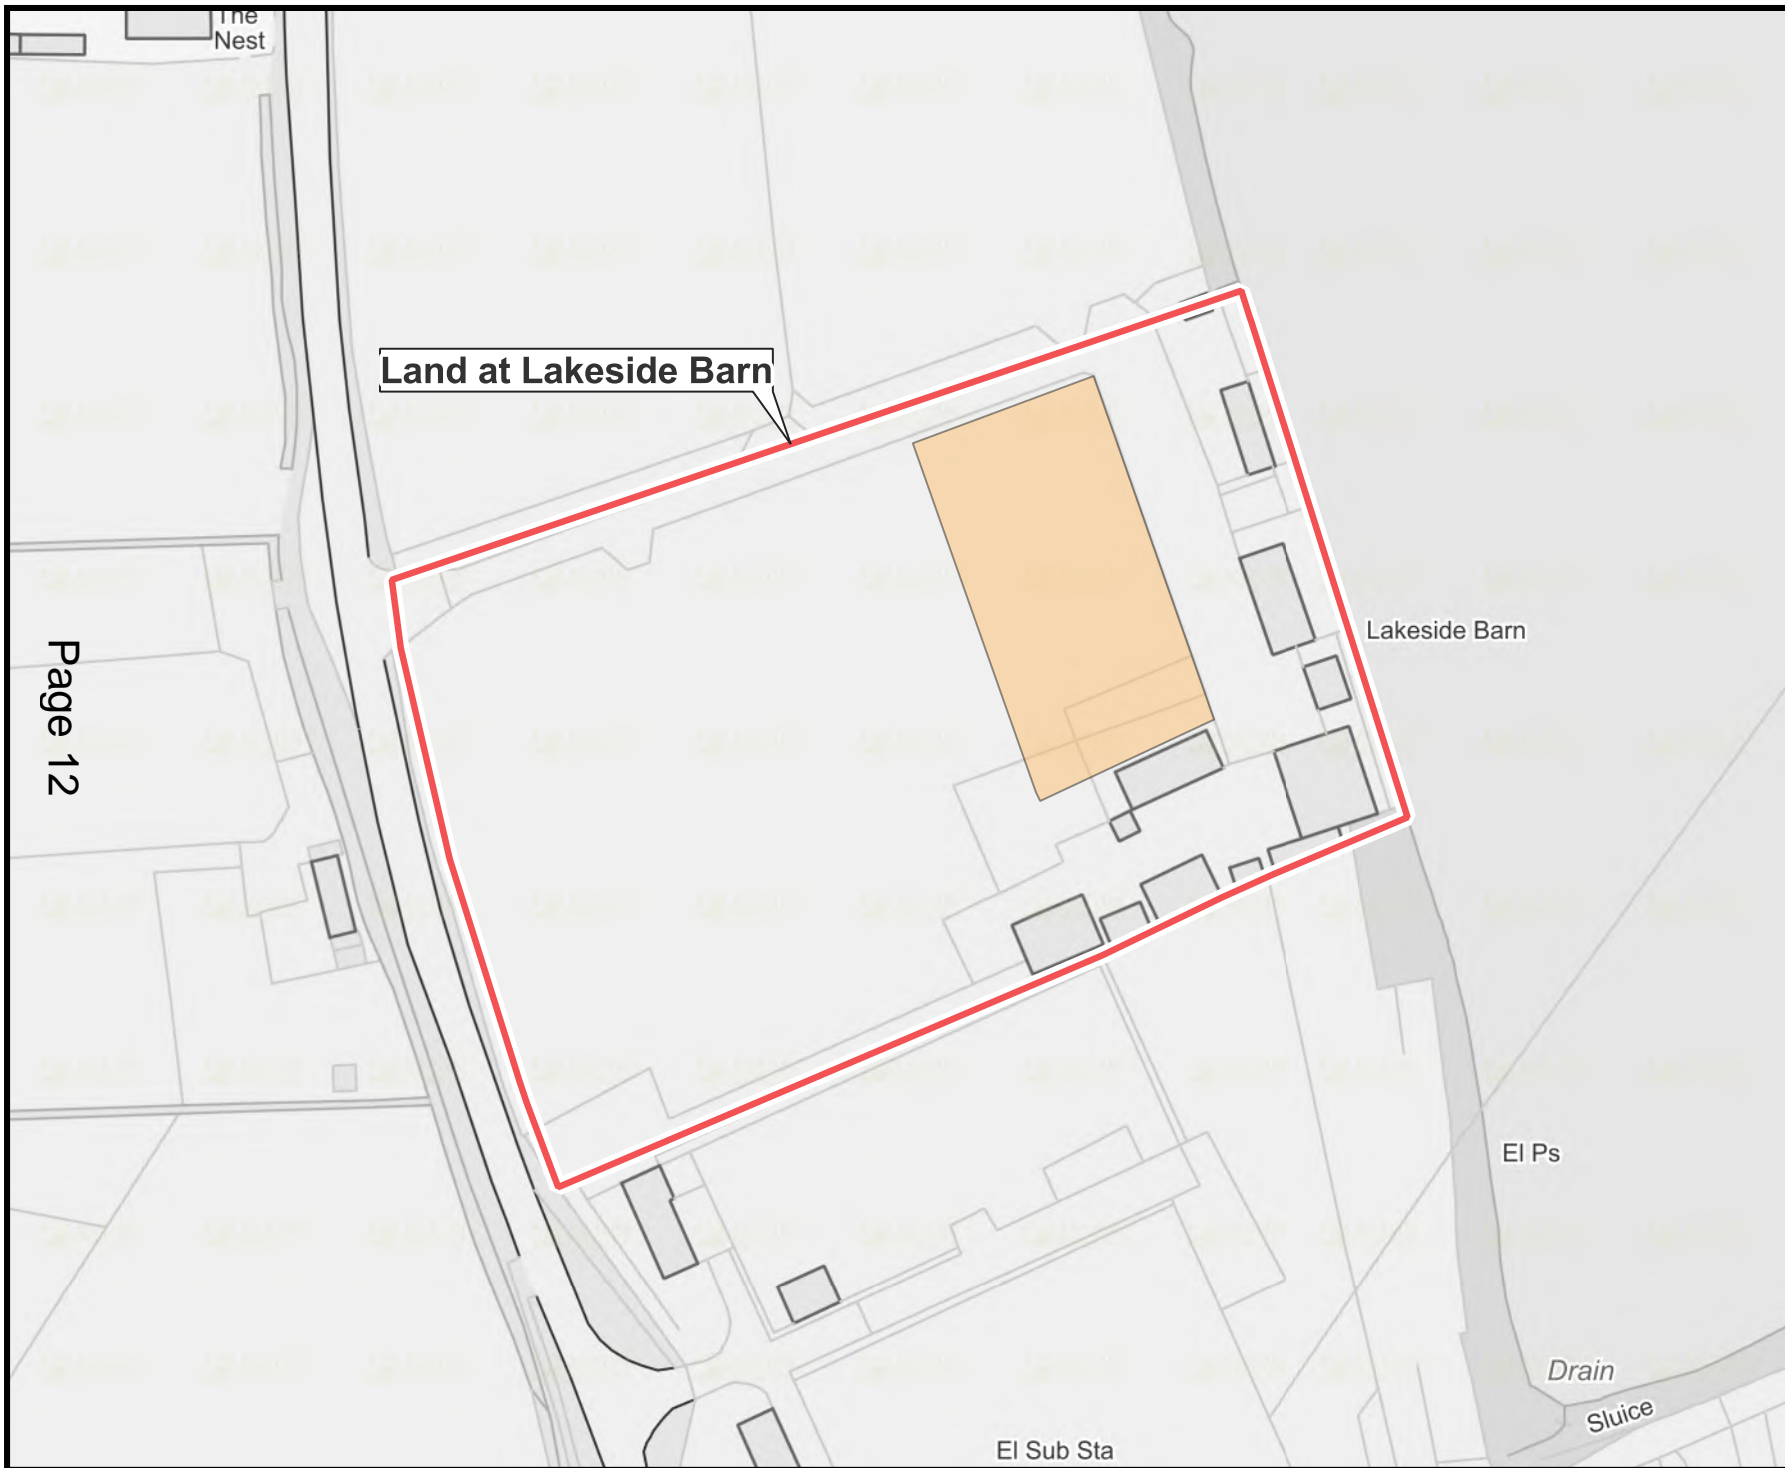 The
Nest
Land at Lakeside Barn
Lakeside Barn
Page 12
El Ps
Drain
Sluice
El Sub Sta